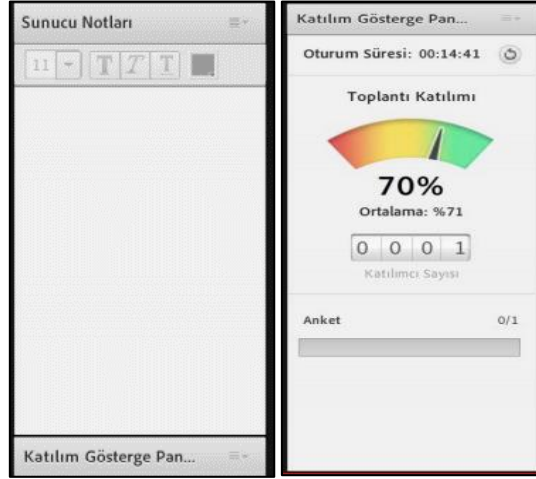 Sunucu Notları
11 T T T
Katılım Gösterge Pan...
Katılım Gösterge Pan...
Oturum Süresi: 00:14:41
Toplantı Katılımı
70%
Ortalama: %71
0 0 0 1
Katılımcı Sayısı
Anket 0/1